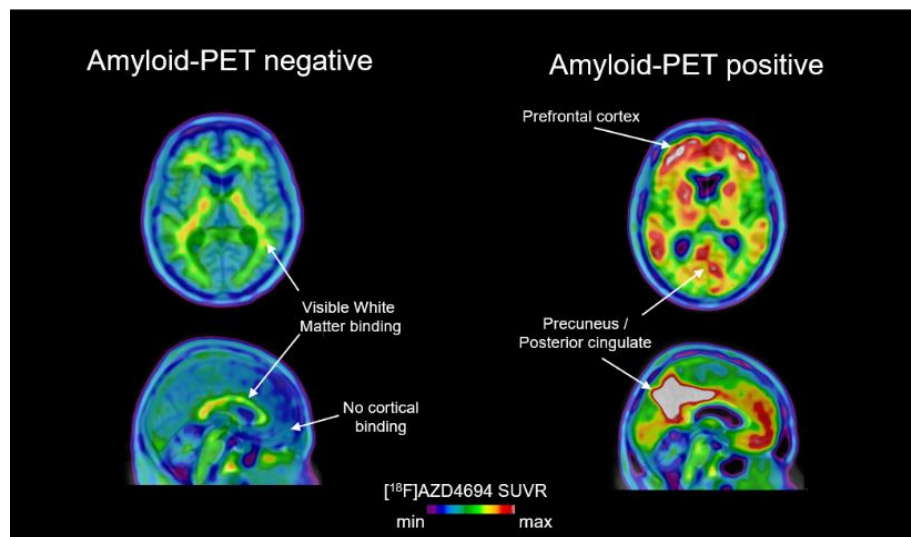 Amyloid-PET negative
Amyloid-PET positive
Prefrontal cortex
Visible White
Matter binding
Precuneus /
Posterior cingulate
No cortical
binding
[¹⁸F]AZD4694 SUVR
min max